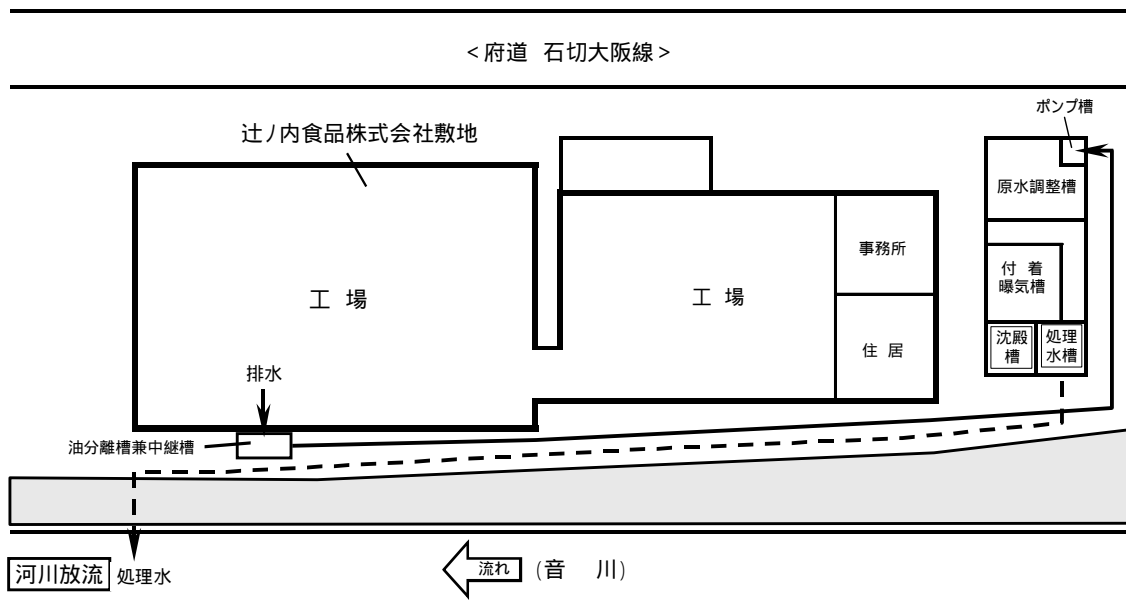 <府道 石切大阪線>
ポンプ槽
辻ノ内食品株式会社敷地
原水調整槽
事務所
付 着
曝気槽
工 場
工 場
沈殿
槽
処理
水槽
住 居
排水
油分離槽兼中継槽
河川放流
処理水
流れ
(音 川)